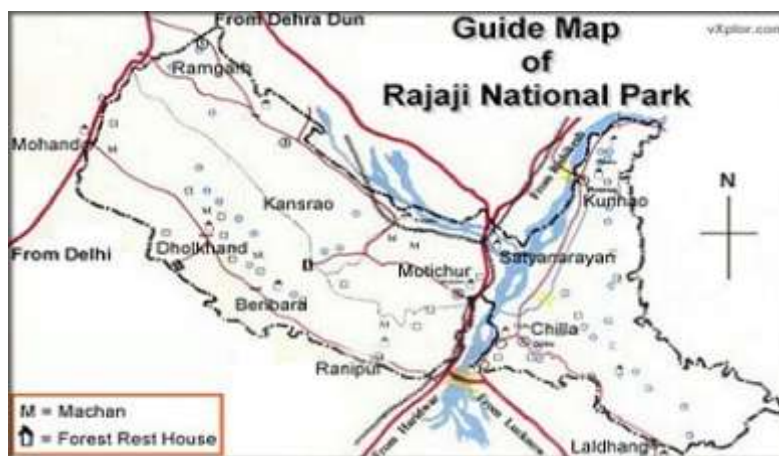 From Dehra Dun
Guide Map
of
Rajaji National Park
vXplor.com
Ramgarh
Mohand
Kansrao
Kunhao
N
From Delhi
Dholkhand
Satyanarayan
Motichur
Beribara
Chilla
Ranipur
M = Machan
= Forest Rest House
From Haridwar
From Lucknow
Laldhang